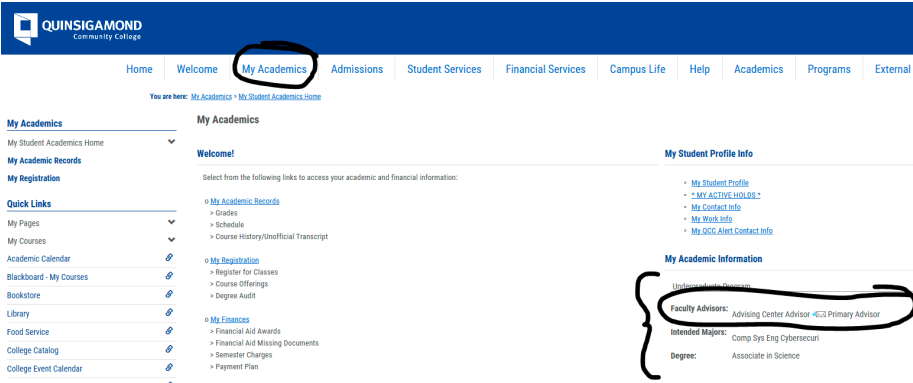 QUINSIGAMOND
Community College
Home Welcome My Academics Admissions Student Services Financial Services Campus Life Help Academics Programs External
You are here: My Academics > My Student Academics Home
My Academics
My Student Academics Home
My Academic Records
My Registration
Quick Links
My Pages
My Courses
Academic Calendar
Blackboard - My Courses
Bookstore
Library
Food Service
College Catalog
College Event Calendar
My Academics
Welcome!
Select from the following links to access your academic and financial information:
o My Academic Records
> Grades
> Schedule
> Course History/Unofficial Transcript
o My Registration
> Register for Classes
> Course Offerings
> Degree Audit
o My Finances
> Financial Aid Awards
> Financial Aid Missing Documents
> Semester Charges
> Payment Plan
My Student Profile Info
My Student Profile
* MY ACTIVE HOLDS *
My Contact Info
My Work Info
My QCC Alert Contact Info
My Academic Information
Undergraduate Program
Faculty Advisors: Advising Center Advisor Primary Advisor
Intended Majors: Comp Sys Eng Cybersecuri
Degree: Associate in Science